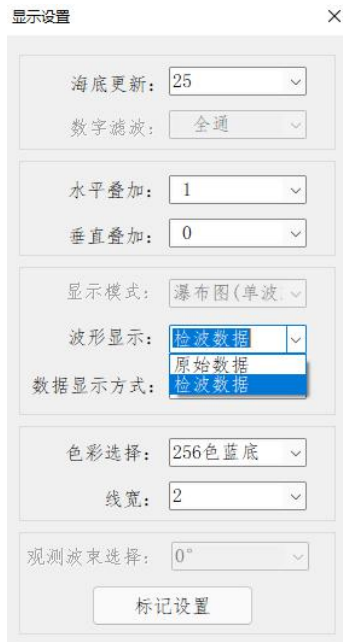 显示设置
海底更新: 25
数字滤波: 全通
水平叠加: 1
垂直叠加: 0
显示模式: 瀑布图(单波
波形显示: 检波数据
原始数据
数据显示方式: 检波数据
色彩选择: 256色蓝底
线宽: 2
观测波束选择: 0°
标记设置